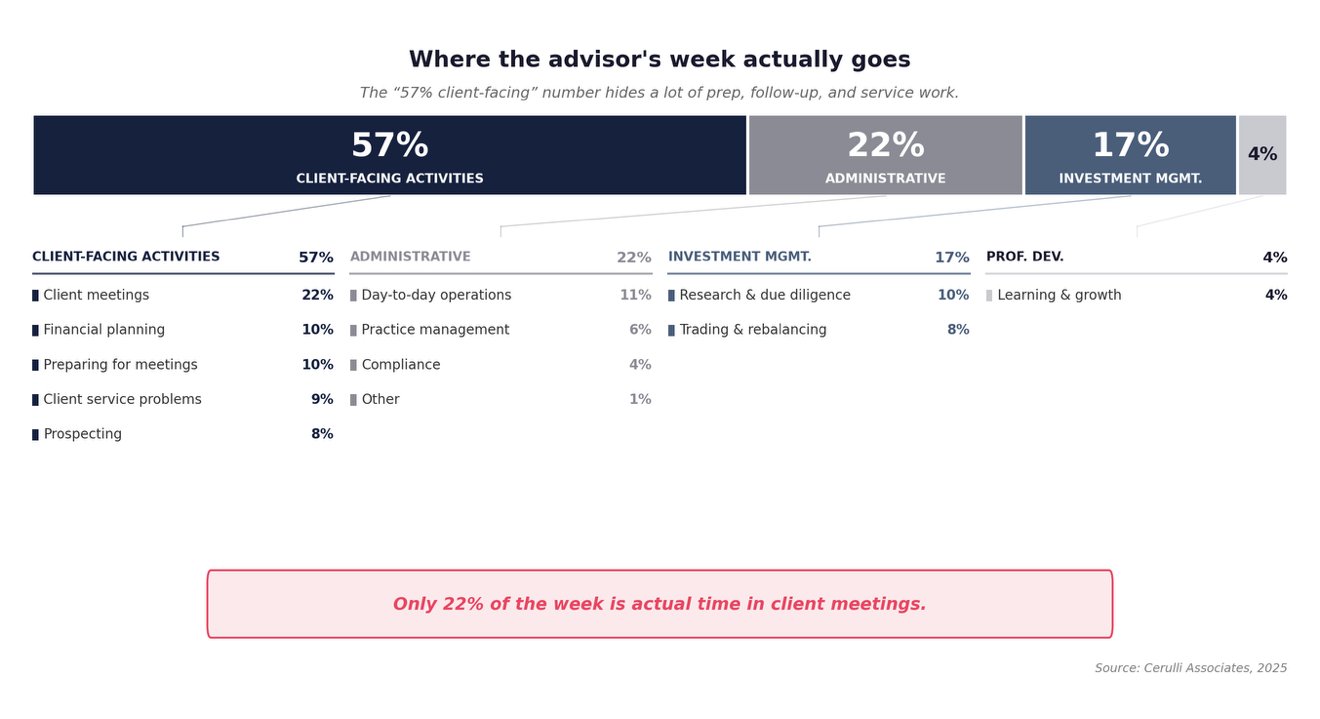 Where the advisor's week actually goes
The “57% client-facing” number hides a lot of prep, follow-up, and service work.
57%
CLIENT-FACING ACTIVITIES
22%
ADMINISTRATIVE
17%
INVESTMENT MGMT.
4%
CLIENT-FACING ACTIVITIES 57%
Client meetings 22%
Financial planning 10%
Preparing for meetings 10%
Client service problems 9%
Prospecting 8%
ADMINISTRATIVE 22%
Day-to-day operations 11%
Practice management 6%
Compliance 4%
Other 1%
INVESTMENT MGMT. 17%
Research & due diligence 10%
Trading & rebalancing 8%
PROF. DEV. 4%
Learning & growth 4%
Only 22% of the week is actual time in client meetings.
Source: Cerulli Associates, 2025